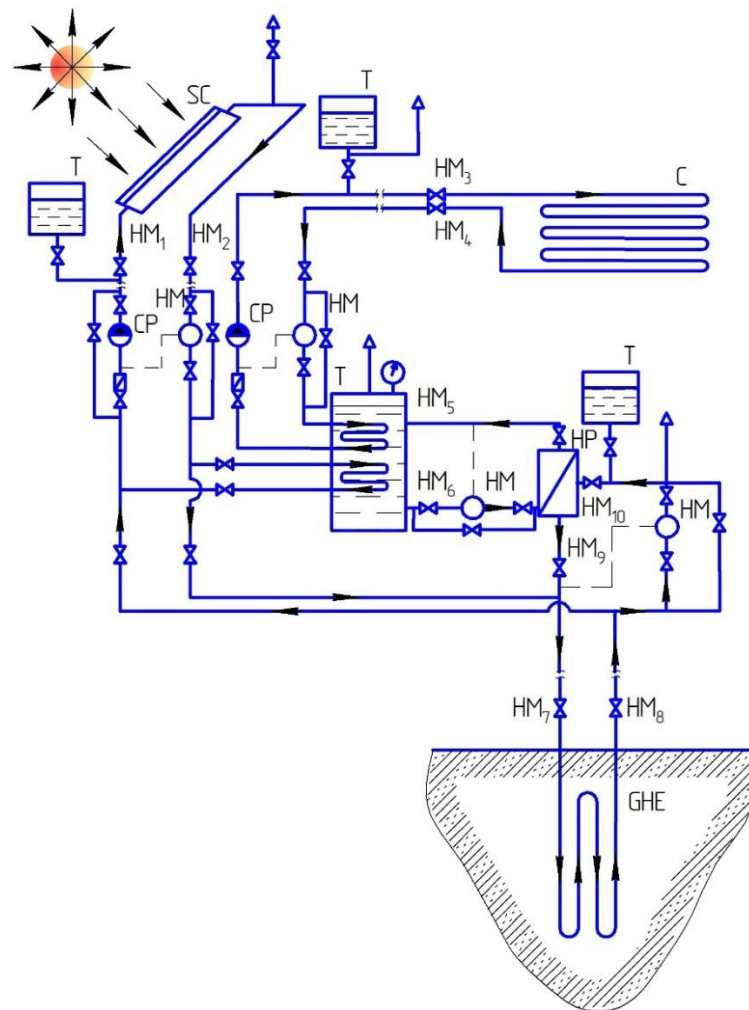 SC
T
T
HM₃
C
HM₁
HM₂
HM₄
HM
CP
CP
HM
T
T
HM₅
HP
HM₆
HM
HM₁₀
HM
HM₉
HM₇
HM₈
GHE